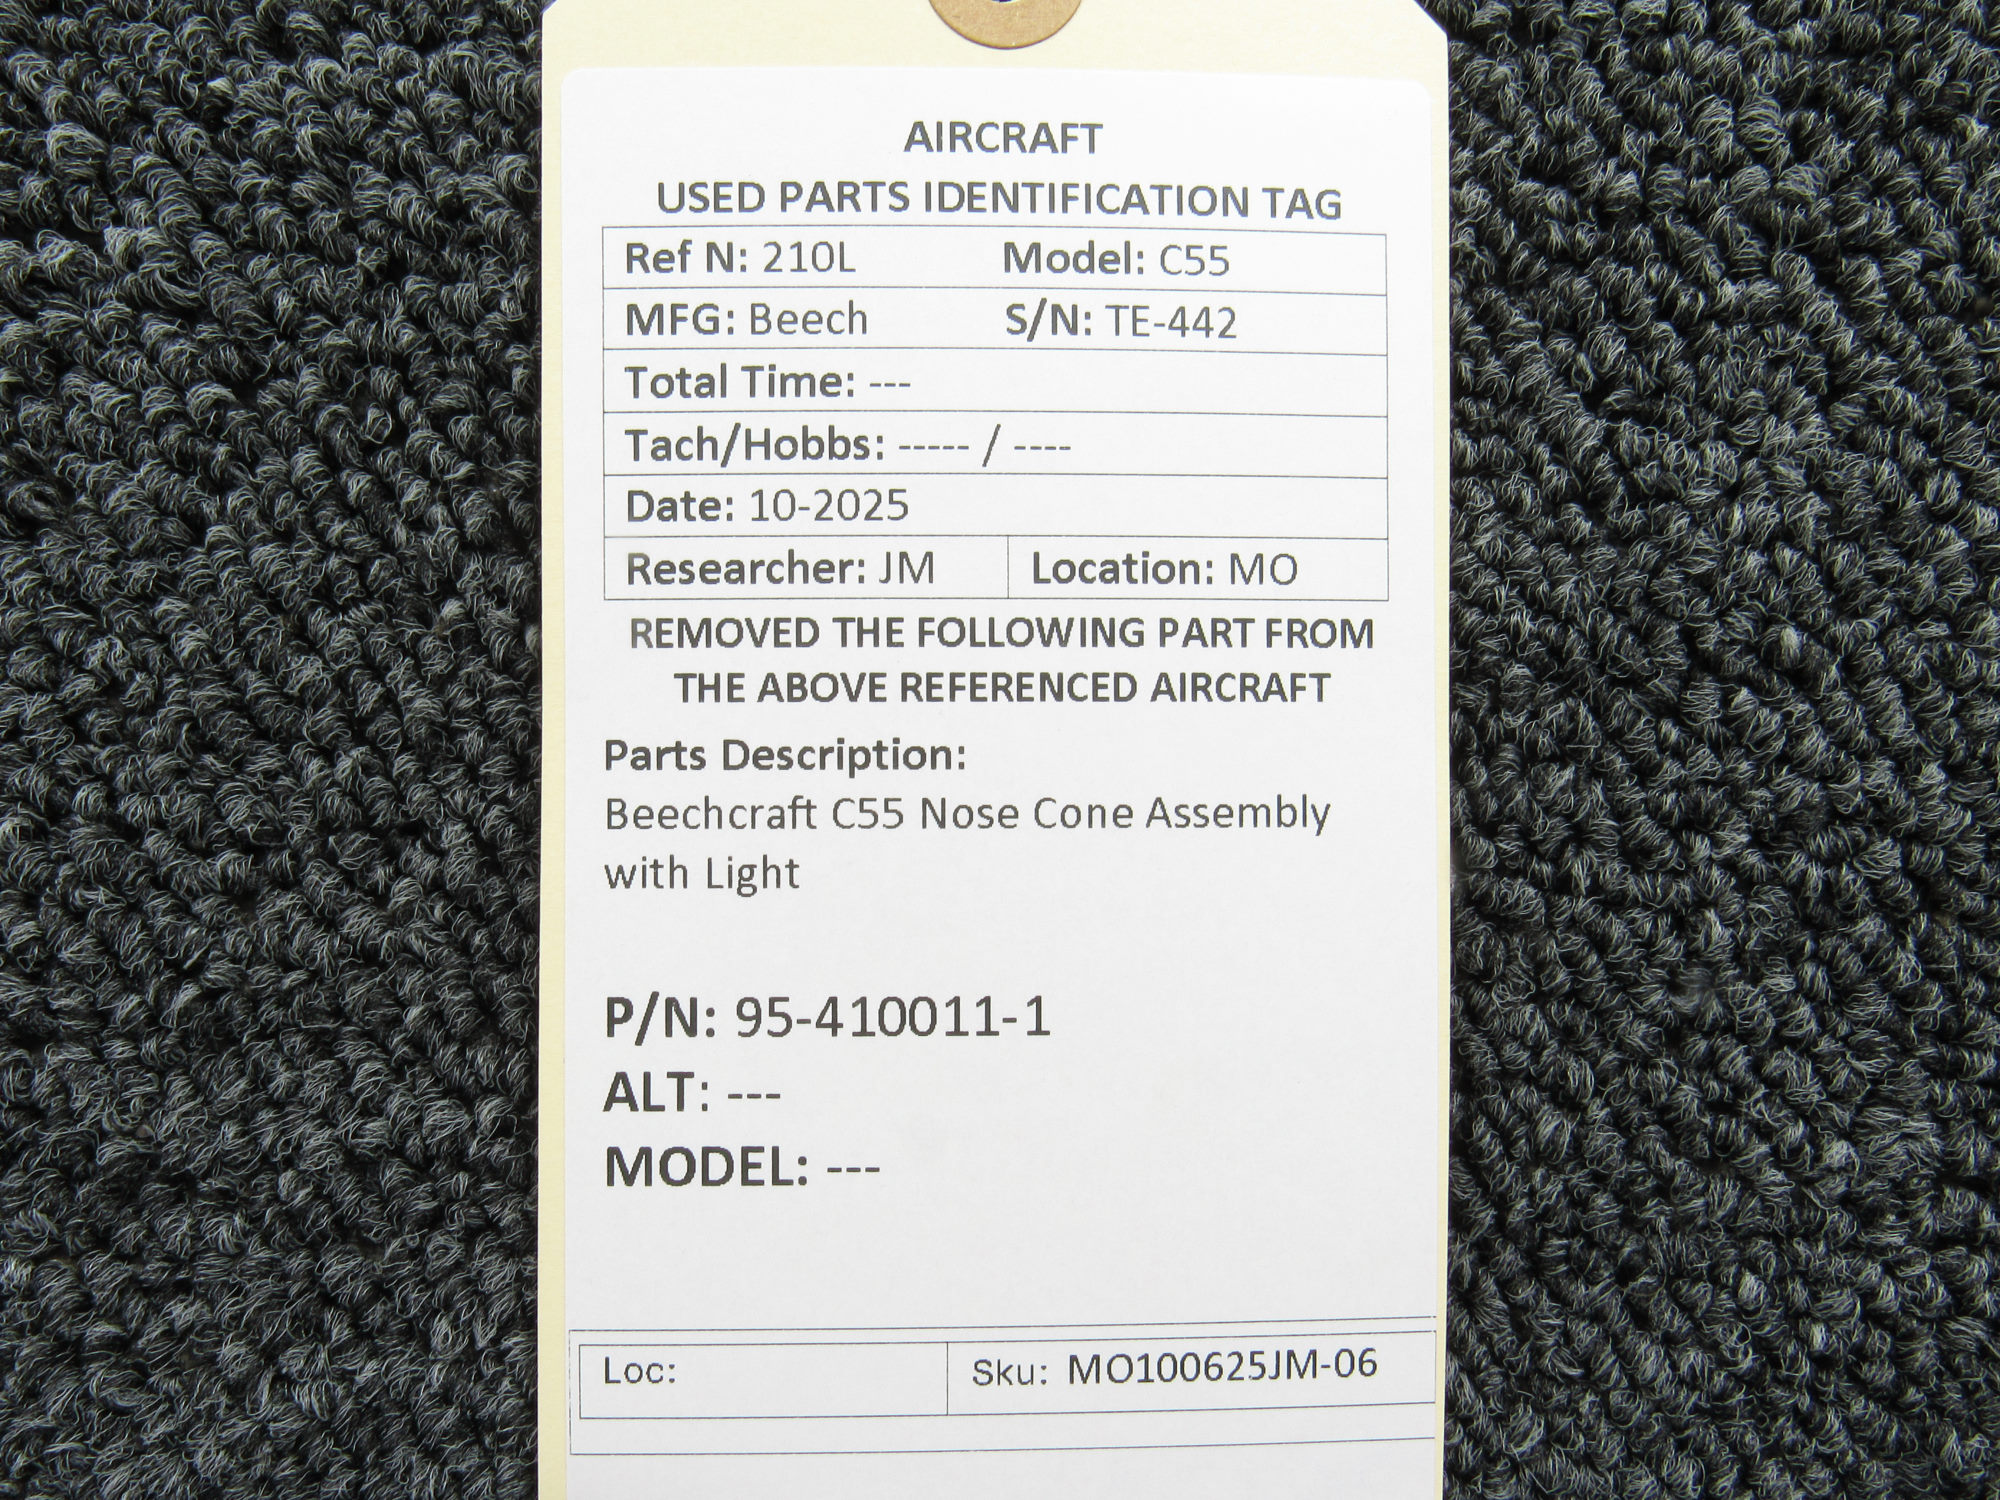 AIRCRAFT
USED PARTS IDENTIFICATION TAG
Ref N: 210L Model: C55
MFG: Beech S/N: TE-442
Total Time: ---
Tach/Hobbs: ----- / ----
Date: 10-2025
Researcher: JM Location: MO
REMOVED THE FOLLOWING PART FROM
THE ABOVE REFERENCED AIRCRAFT
Parts Description:
Beechcraft C55 Nose Cone Assembly
with Light
P/N: 95-410011-1
ALT: ---
MODEL: ---
Loc: Sku: MO100625JM-06